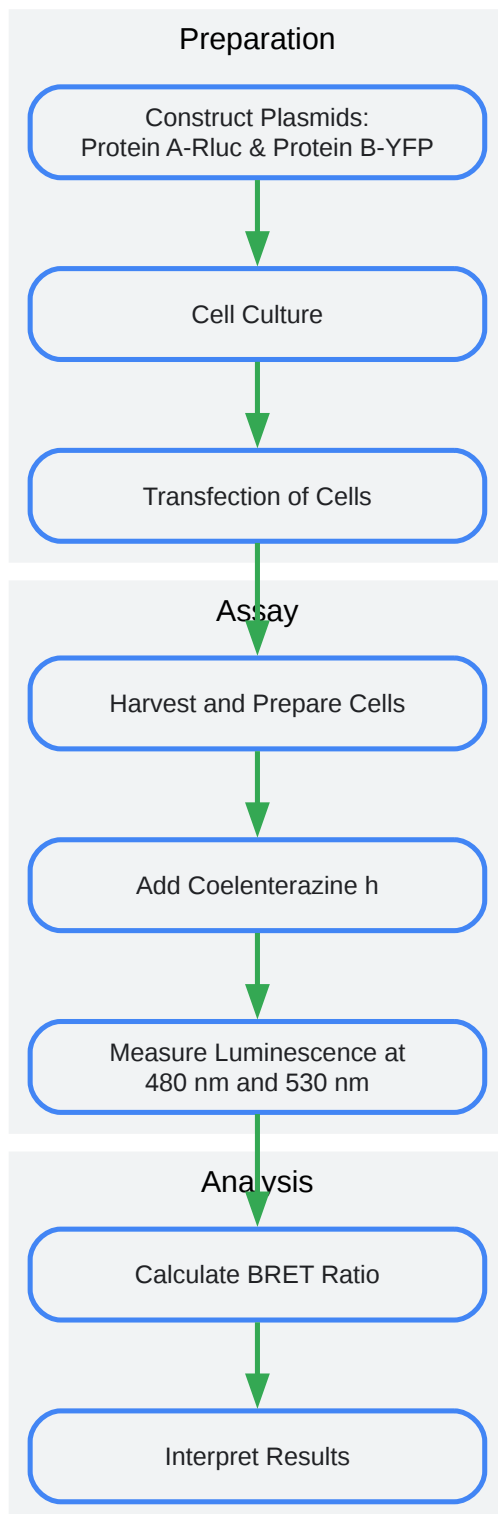 Preparation
Construct Plasmids:
Protein A-Rluc & Protein B-YFP
Cell Culture
Transfection of Cells
Assay
Harvest and Prepare Cells
Add Coelenterazine h
Measure Luminescence at
480 nm and 530 nm
Analysis
Calculate BRET Ratio
Interpret Results